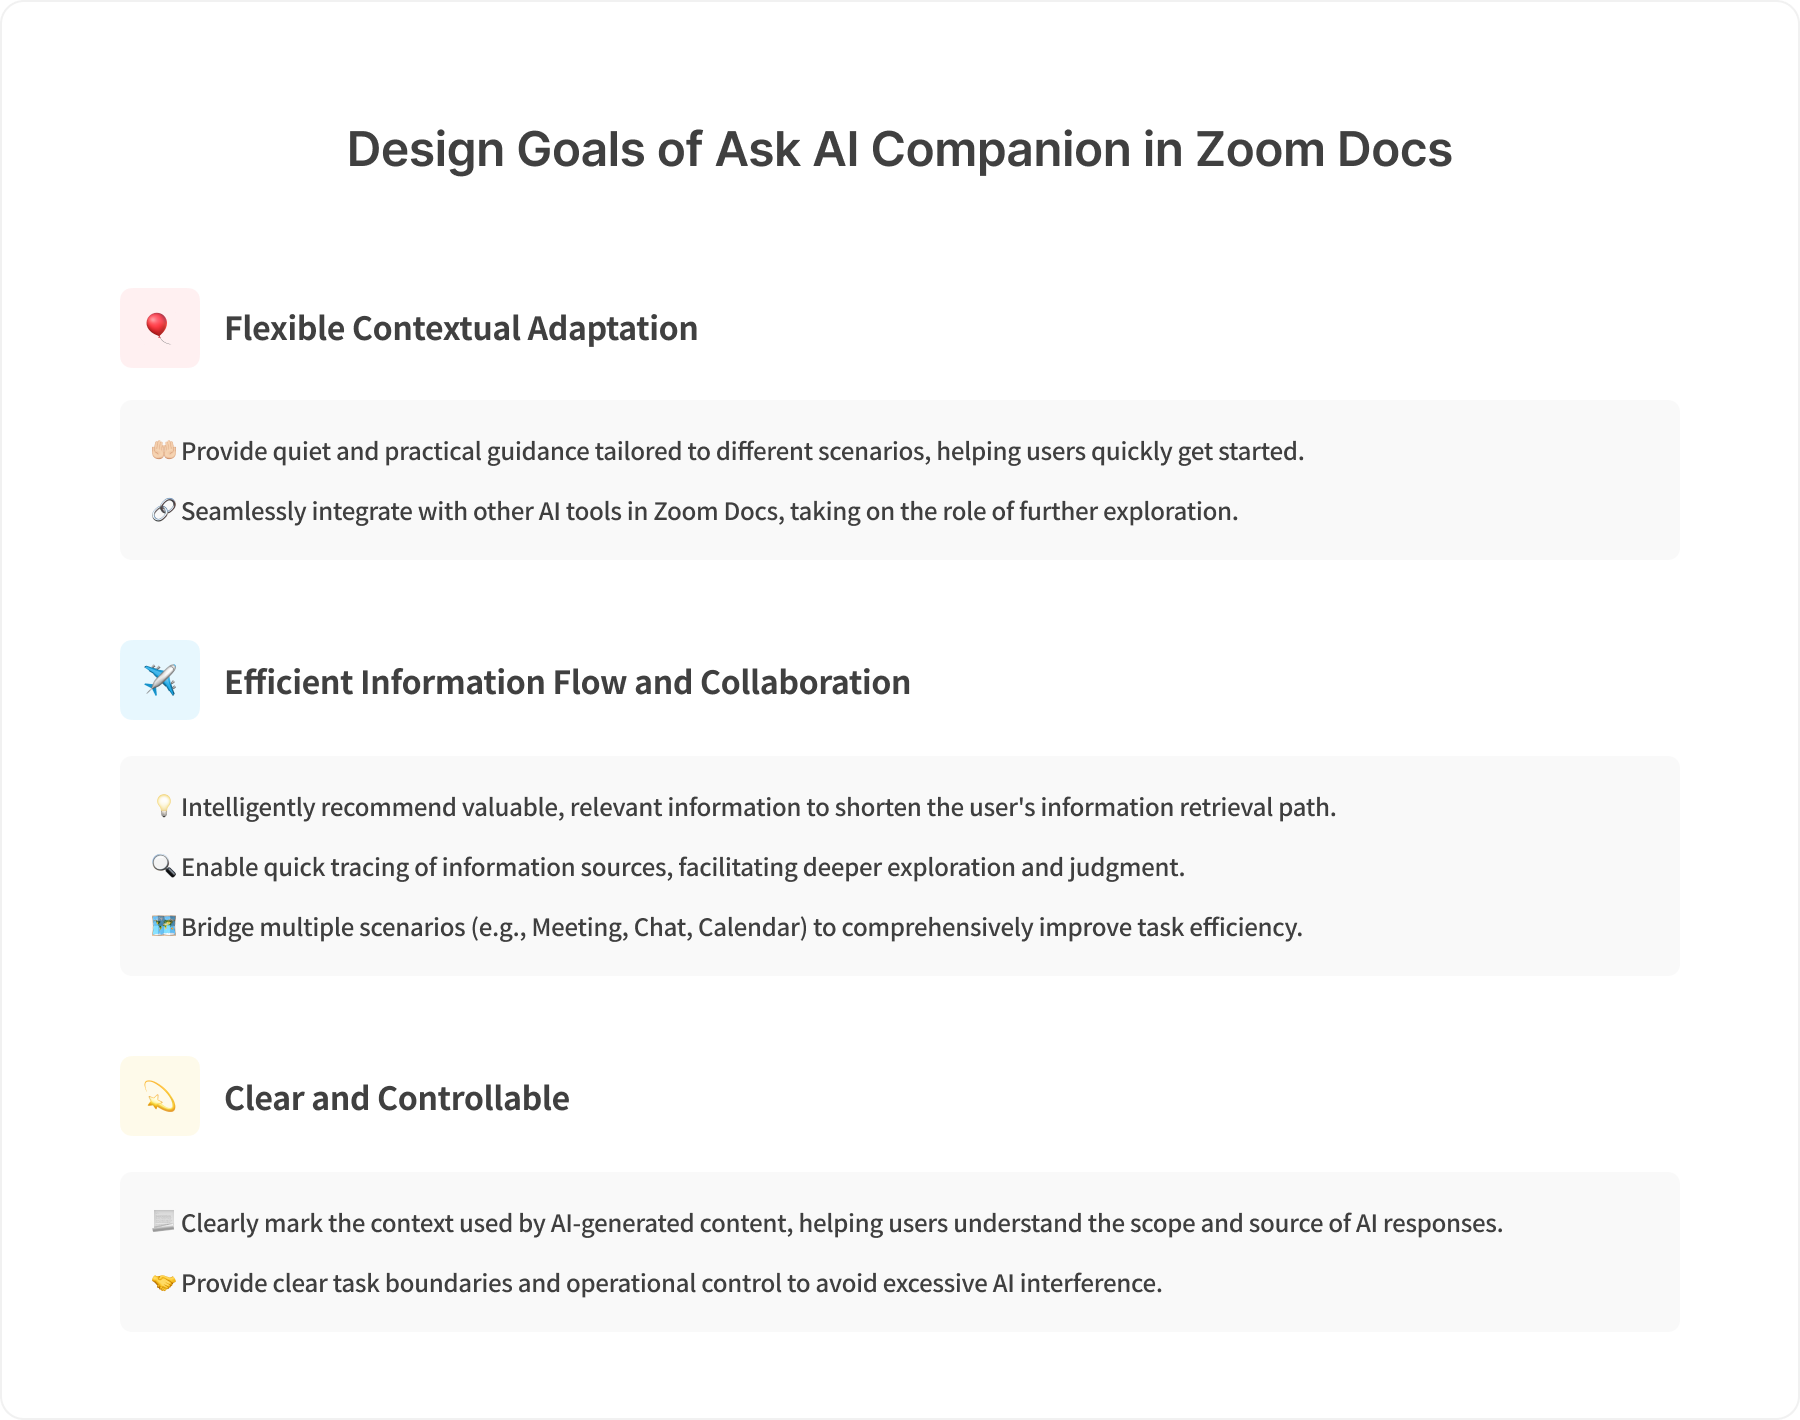 Design Goals of Ask AI Companion in Zoom Docs
Flexible Contextual Adaptation
Provide quiet and practical guidance tailored to different scenarios, helping users quickly get started.
Seamlessly integrate with other AI tools in Zoom Docs, taking on the role of further exploration.
Efficient Information Flow and Collaboration
Intelligently recommend valuable, relevant information to shorten the user's information retrieval path.
Enable quick tracing of information sources, facilitating deeper exploration and judgment.
Bridge multiple scenarios (e.g., Meeting, Chat, Calendar) to comprehensively improve task efficiency.
Clear and Controllable
Clearly mark the context used by AI-generated content, helping users understand the scope and source of AI responses.
Provide clear task boundaries and operational control to avoid excessive AI interference.